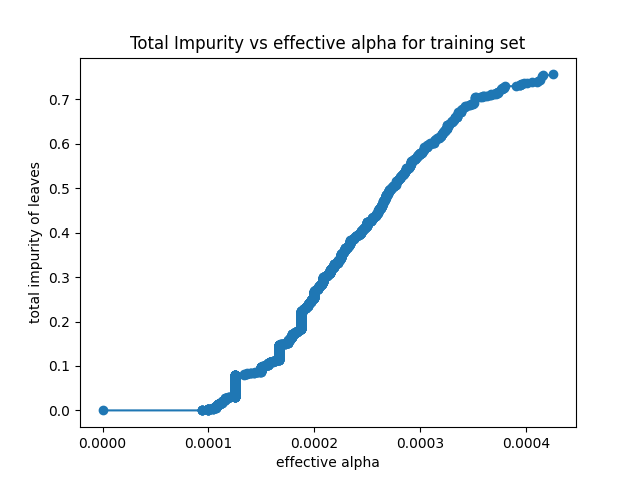 Total Impurity vs effective alpha for training set
total impurity of leaves
0.7
0.6
0.5
0.4
0.3
0.2
0.1
0.0
0.0000 0.0001 0.0002 0.0003 0.0004
effective alpha